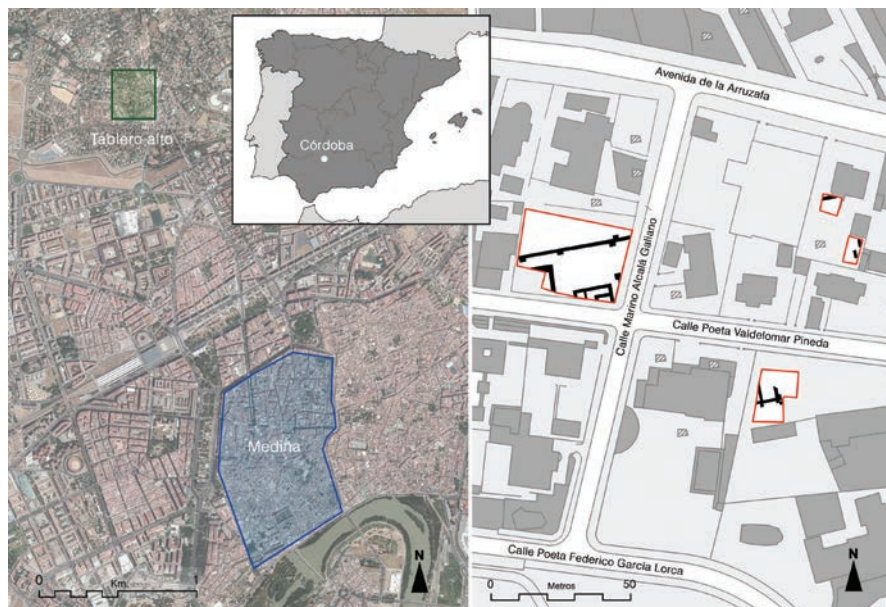 Tablero alto
Córdoba
Medina
0
Km.
1
N
Avenida de la Arruzafa
Calle Marino Alcalá Galiano
Calle Poeta Valdelomar Pineda
Calle Poeta Federico García Lorca
0
Metros
50
N